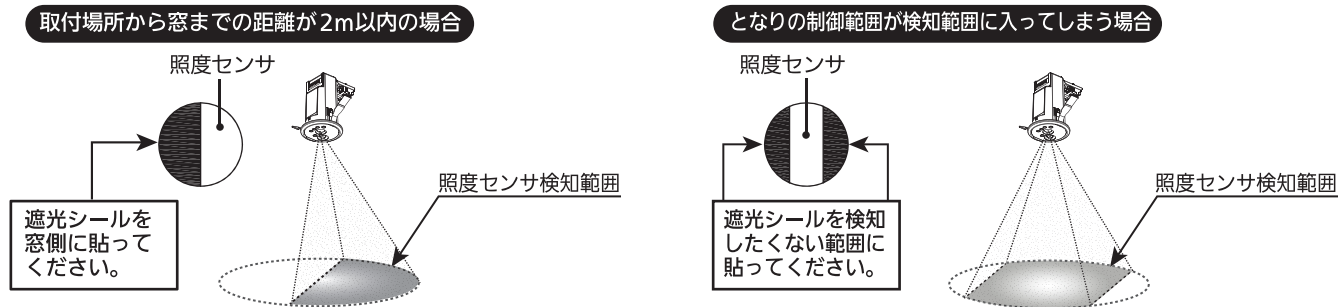 取付場所から窓までの距離が2m以内の場合
照度センサ
照度センサ検知範囲
遮光シールを
窓側に貼って
ください。
となりの制御範囲が検知範囲に入ってしまう場合
照度センサ
照度センサ検知範囲
遮光シールを検知
したくない範囲に
貼ってください。